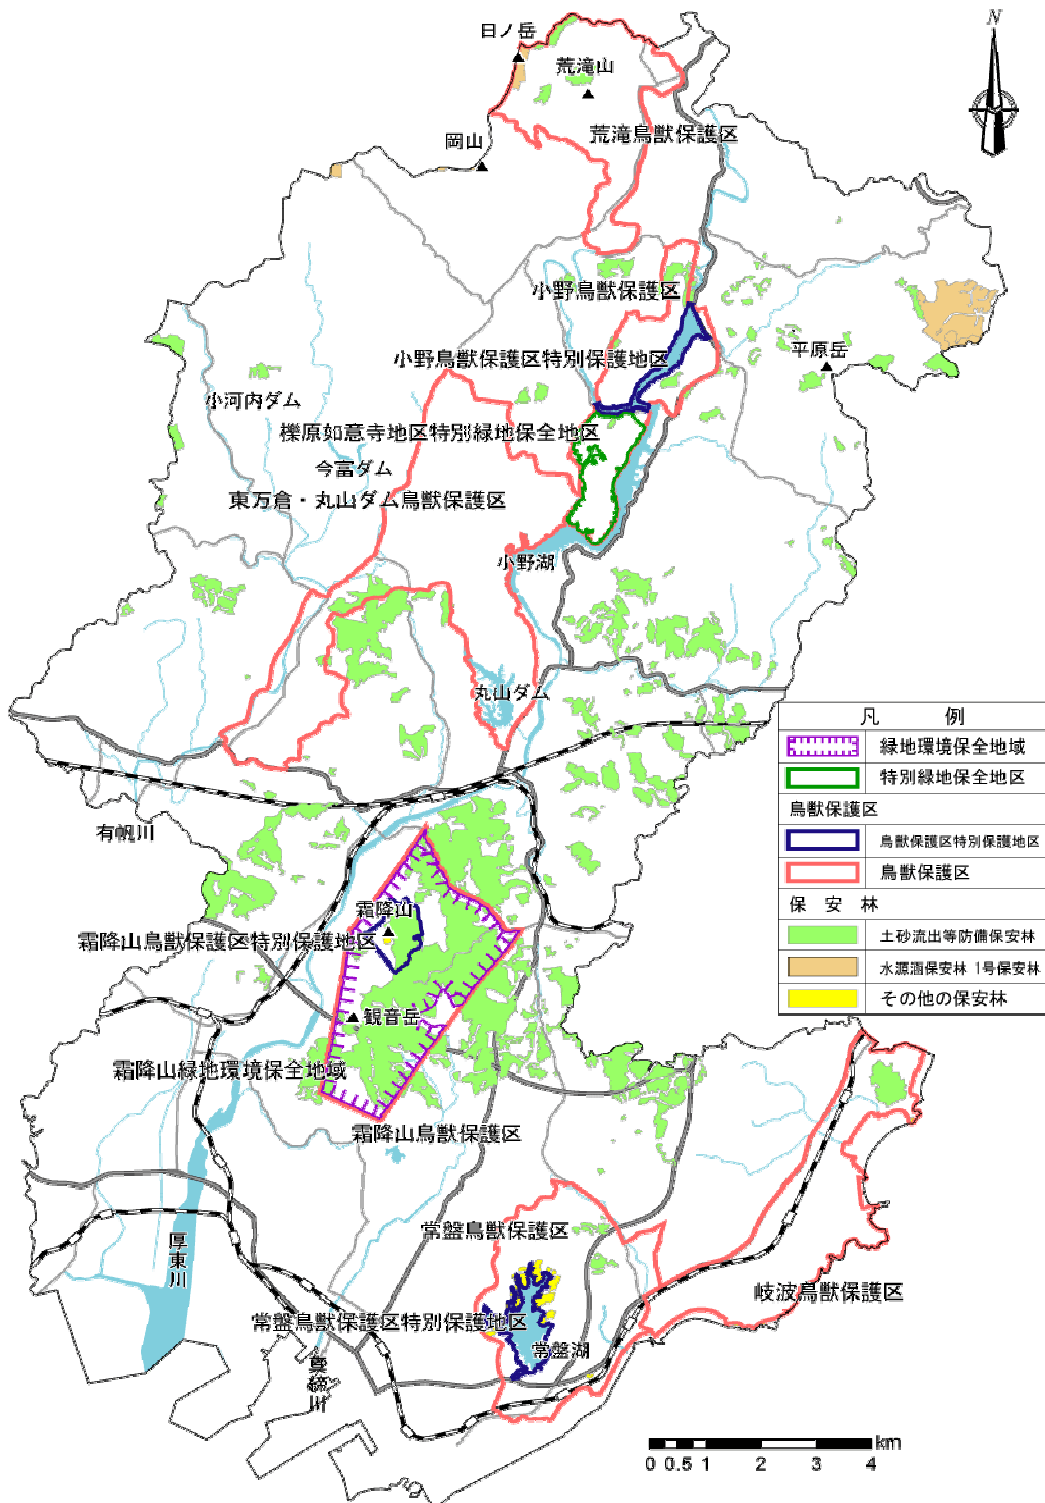 日ノ岳
N
荒滝山
荒滝鳥獣保護区
岡山
小野鳥獣保護区
小野鳥獣保護区特別保護地区
平原岳
小河内ダム
櫟原如意寺地区特別緑地保全地区
今富ダム
東万倉・丸山ダム鳥獣保護区
小野湖
丸山ダム
凡 例
緑地環境保全地域
特別緑地保全地区
鳥獣保護区
鳥獣保護区特別保護地区
鳥獣保護区
保 安 林
土砂流出等防備保安林
水源涵保安林 1号保安林
その他の保安林
有帆川
霜降山
霜降山鳥獣保護区特別保護地区
観音岳
霜降山緑地環境保全地域
霜降山鳥獣保護区
常盤鳥獣保護区
厚東川
岐波鳥獣保護区
常盤鳥獣保護区特別保護地区
常盤湖
真締川
km
0 0.5 1 2 3 4